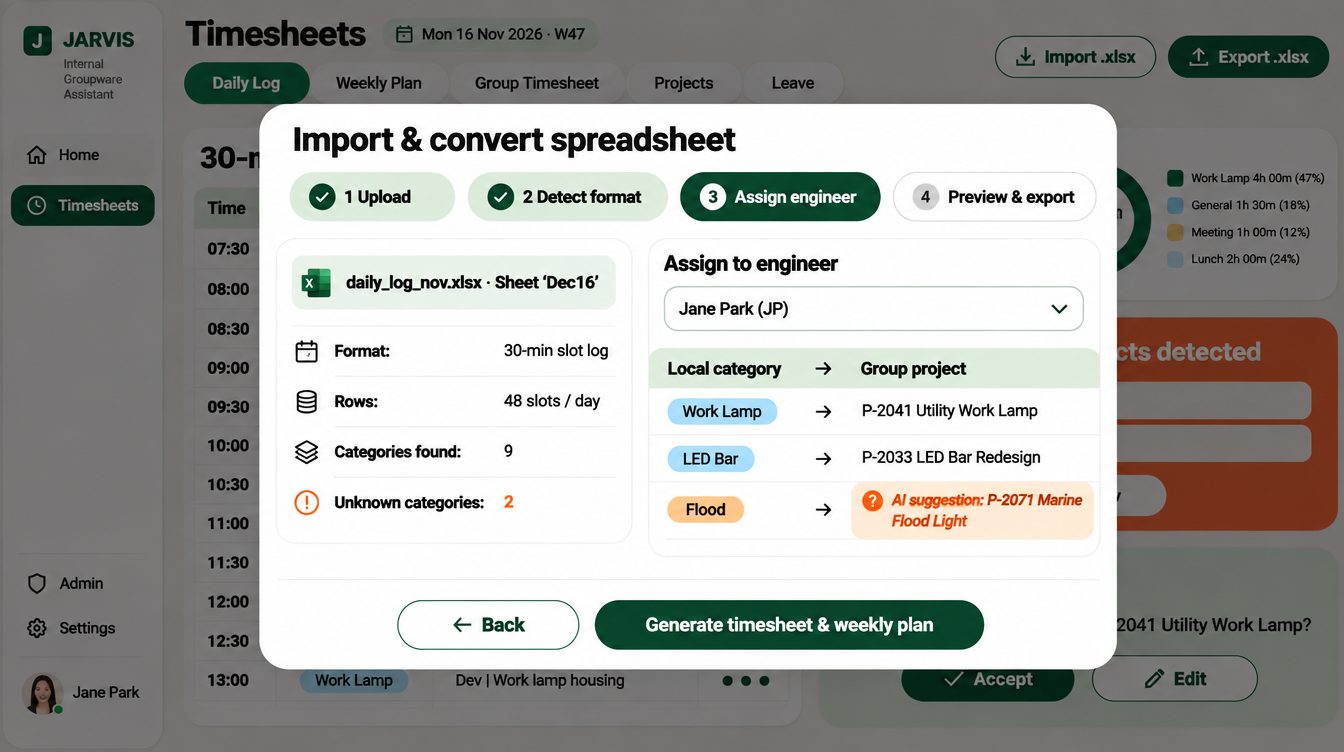 J JARVIS
Internal
Groupware
Assistant
Home
Timesheets
Admin
Settings
Jane Park
Timesheets
Mon 16 Nov 2026 · W47
Import .xlsx
Export .xlsx
Daily Log
Weekly Plan
Group Timesheet
Projects
Leave
30-
Time
07:30
08:00
08:30
09:00
09:30
10:00
10:30
11:00
11:30
12:00
12:30
13:00
Work Lamp
Dev | Work lamp housing
Work Lamp 4h 00m (47%)
General 1h 30m (18%)
Meeting 1h 00m (12%)
Lunch 2h 00m (24%)
cts detected
2041 Utility Work Lamp?
Accept
Edit
Import & convert spreadsheet
1 Upload
2 Detect format
3 Assign engineer
4 Preview & export
X daily_log_nov.xlsx · Sheet ‘Dec16’
Format: 30-min slot log
Rows: 48 slots / day
Categories found: 9
! Unknown categories: 2
Assign to engineer
Jane Park (JP)
Local category → Group project
Work Lamp → P-2041 Utility Work Lamp
LED Bar → P-2033 LED Bar Redesign
Flood → ? AI suggestion: P-2071 Marine
Flood Light
← Back
Generate timesheet & weekly plan